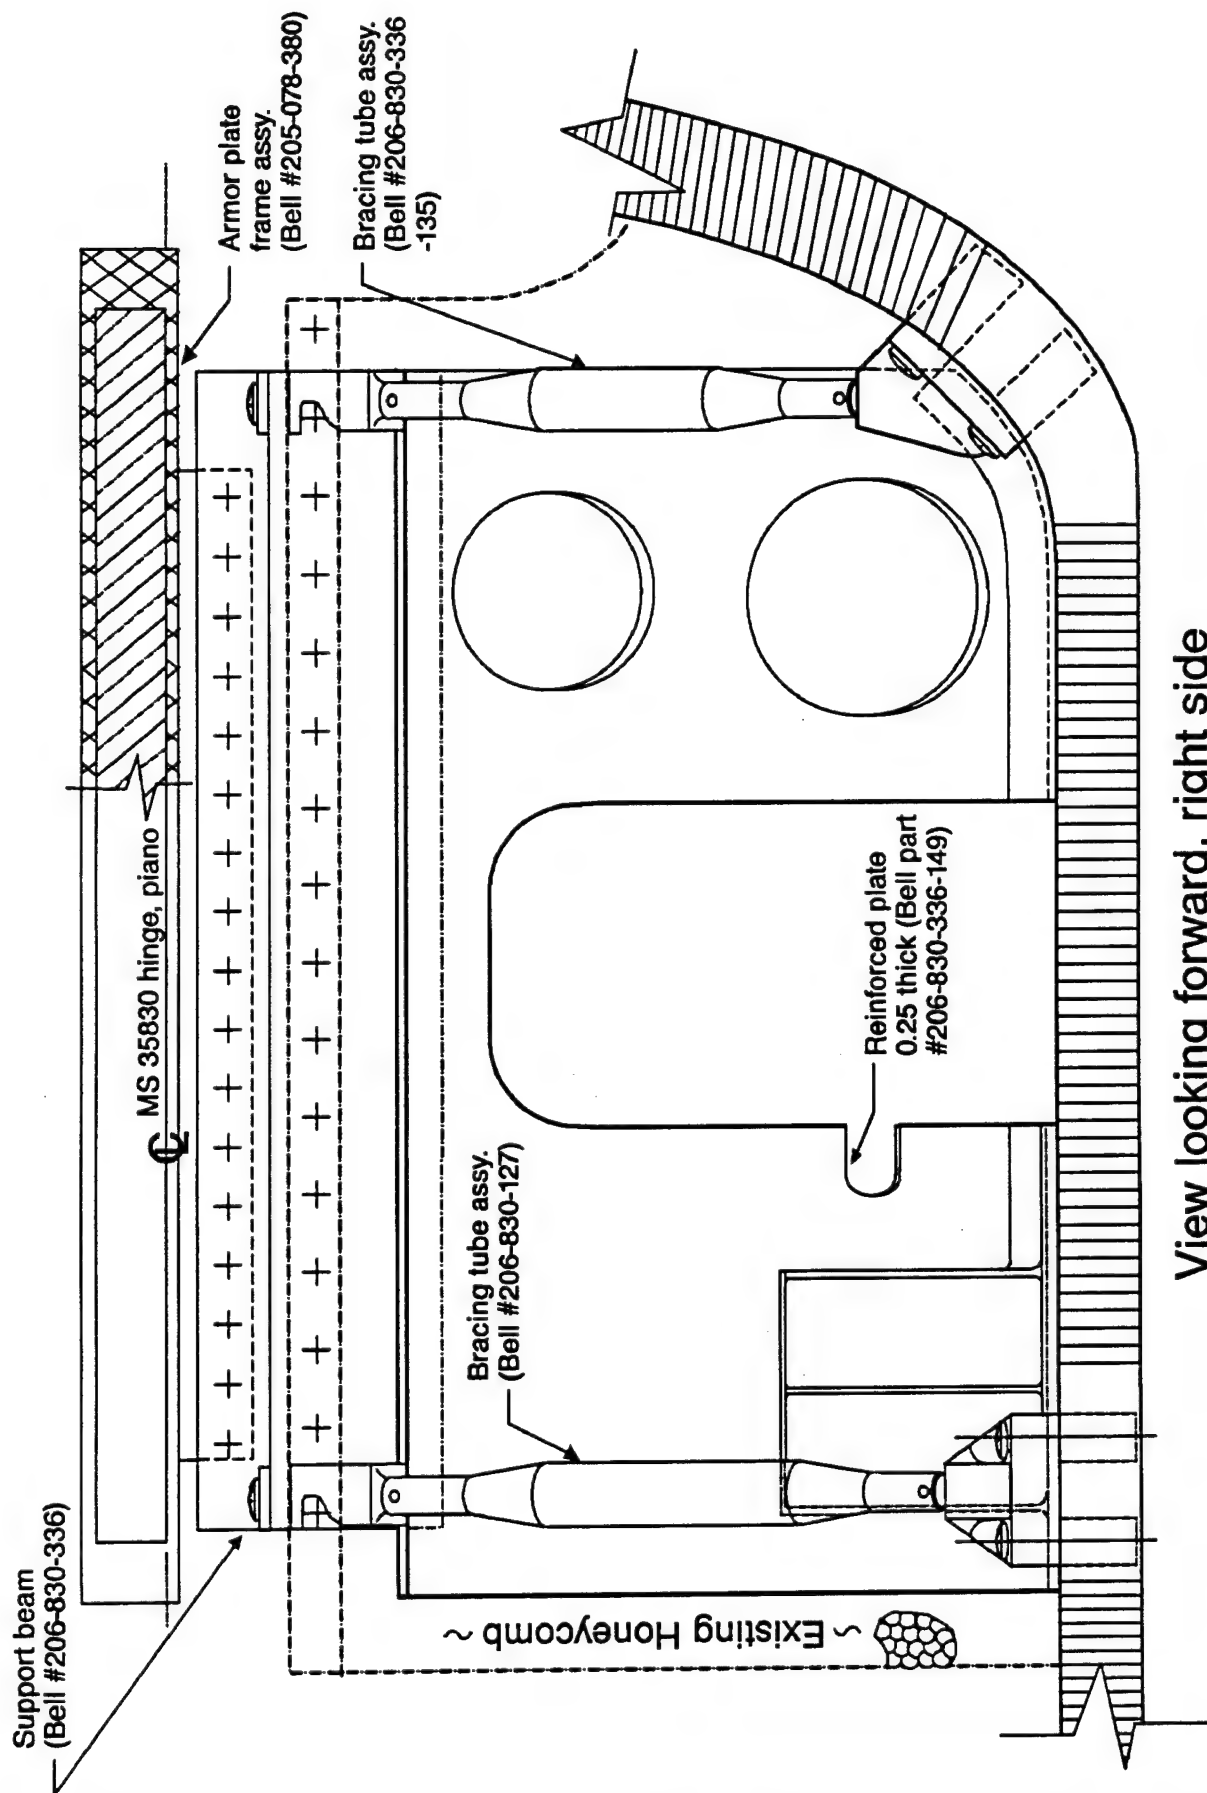 Support beam
(Bell #206-830-336)
Armor plate
frame assy.
(Bell #205-078-380)
Bracing tube assy.
(Bell #206-830-336
-135)
MS 35830 hinge, piano
℄
Bracing tube assy.
(Bell #206-830-127)
Reinforced plate
0.25 thick (Bell part
#206-830-336-149)
~ Existing Honeycomb ~
View looking forward, right side